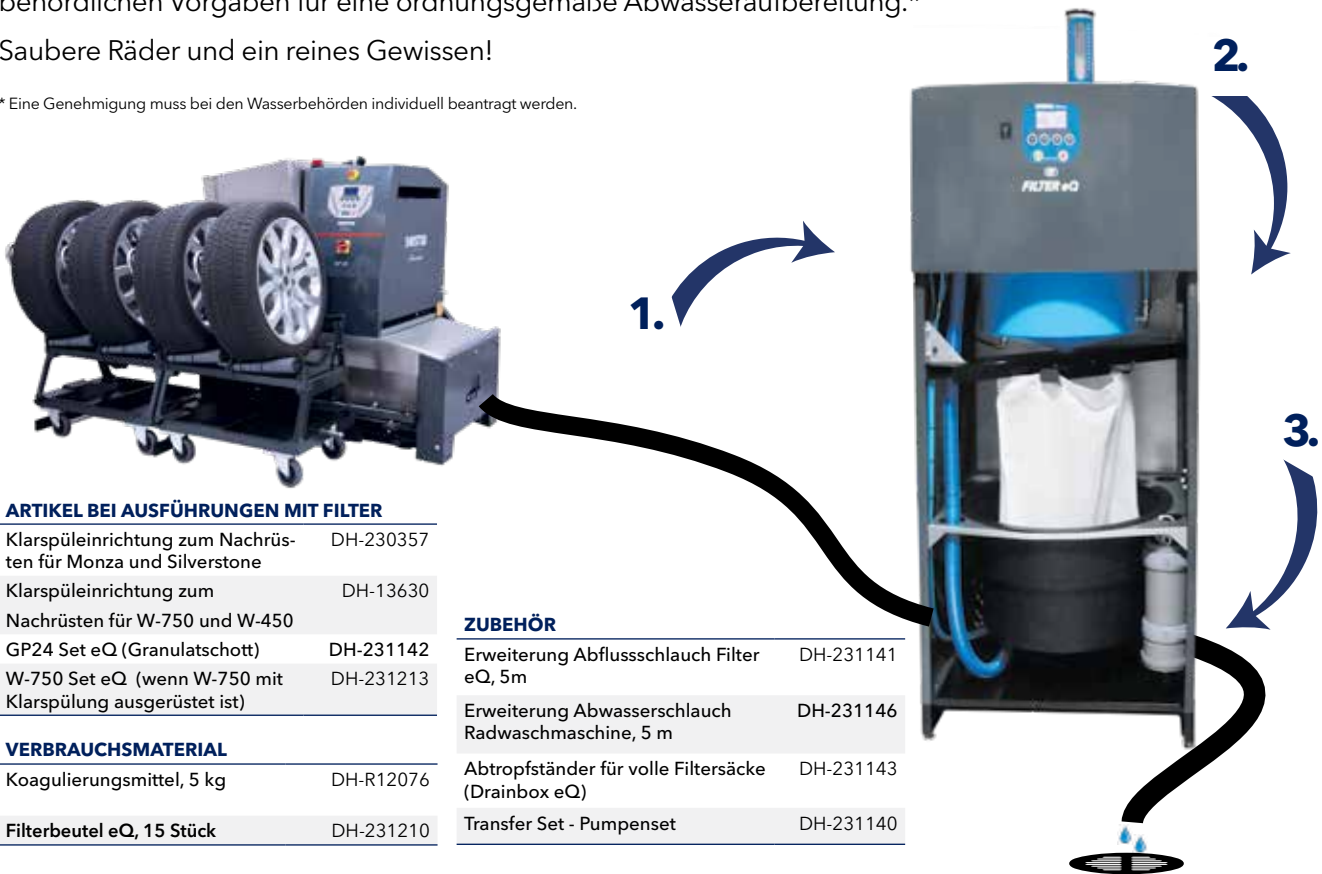 behördlichen Vorgaben für eine ordnungsgemäße Abwasseraufbereitung.*
Saubere Räder und ein reines Gewissen!
* Eine Genehmigung muss bei den Wasserbehörden individuell beantragt werden.
1.
2.
3.
FILTER eQ
ARTIKEL BEI AUSFÜHRUNGEN MIT FILTER
Klarspüleinrichtung zum Nachrüs- DH-230357
ten für Monza und Silverstone
Klarspüleinrichtung zum DH-13630
Nachrüsten für W-750 und W-450
GP24 Set eQ (Granulatschott) DH-231142
W-750 Set eQ (wenn W-750 mit DH-231213
Klarspülung ausgerüstet ist)
VERBRAUCHSMATERIAL
Koagulierungsmittel, 5 kg DH-R12076
Filterbeutel eQ, 15 Stück DH-231210
ZUBEHÖR
Erweiterung Abflussschlauch Filter DH-231141
eQ, 5m
Erweiterung Abwasserschlauch DH-231146
Radwaschmaschine, 5 m
Abtropfständer für volle Filtersäcke DH-231143
(Drainbox eQ)
Transfer Set - Pumpenset DH-231140